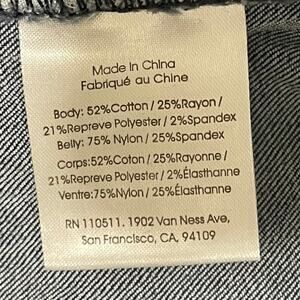 Made In China
Fabriqué au Chine
Body: 52%Cotton / 25%Rayon /
21%Repreve Polyester / 2%Spandex
Belly: 75% Nylon / 25%Spandex
Corps:52%Coton / 25%Rayonne /
21%Repreve Polyester / 2%Élasthanne
Ventre:75%Nylon / 25%Élasthanne
RN 110511. 1902 Van Ness Ave,
San Francisco, CA, 94109